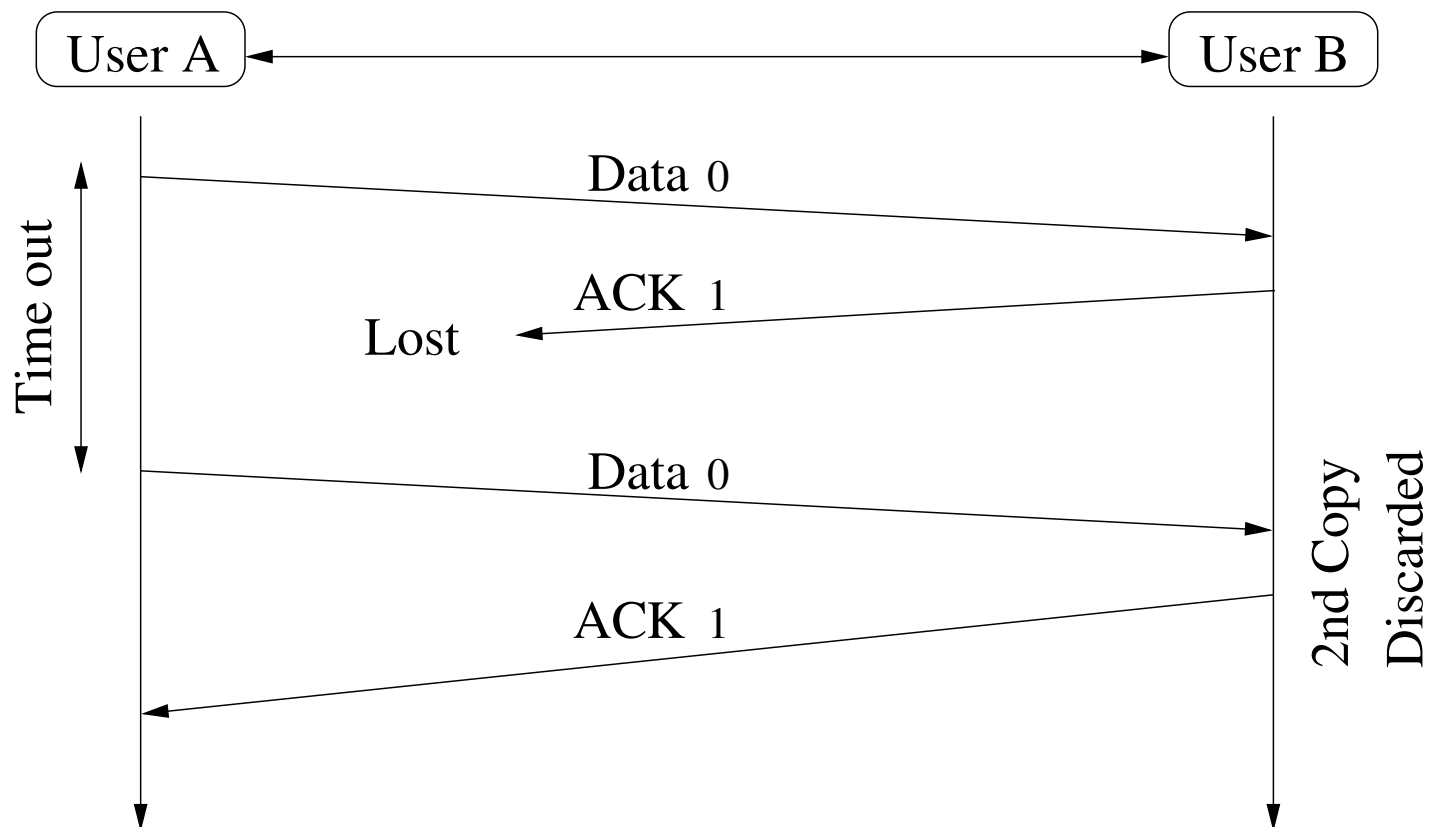 User A
User B
Data 0
ACK 1
Lost
Time out
Data 0
ACK 1
2nd Copy
Discarded